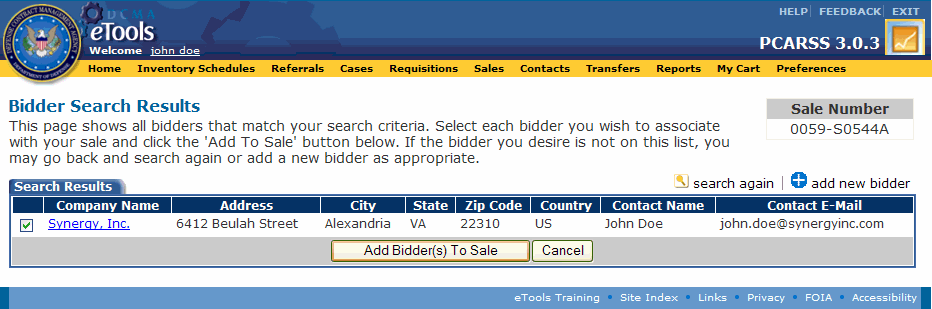 HELP | FEEDBACK | EXIT
DCMA
eTools
Welcome john doe
PCARSS 3.0.3
Home Inventory Schedules Referrals Cases Requisitions Sales Contacts Transfers Reports My Cart Preferences
Bidder Search Results
This page shows all bidders that match your search criteria. Select each bidder you wish to associate
with your sale and click the 'Add To Sale' button below. If the bidder you desire is not on this list, you
may go back and search again or add a new bidder as appropriate.
Sale Number
0059-S0544A
search again | add new bidder
Search Results
Company Name Address City State Zip Code Country Contact Name Contact E-Mail
Synergy, Inc. 6412 Beulah Street Alexandria VA 22310 US John Doe john.doe@synergyinc.com
Add Bidder(s) To Sale Cancel
eTools Training • Site Index • Links • Privacy • FOIA • Accessibility